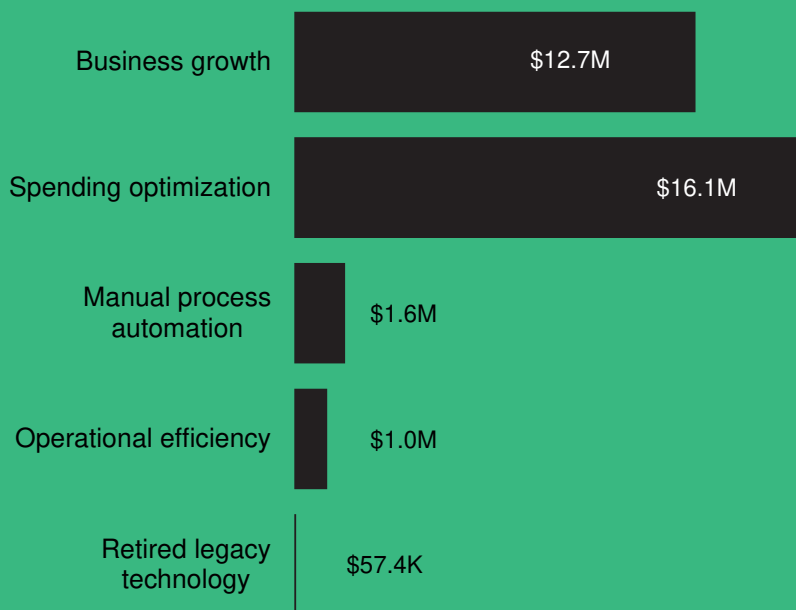 Business growth
$12.7M
Spending optimization
$16.1M
Manual process
automation
$1.6M
Operational efficiency
$1.0M
Retired legacy
technology
$57.4K